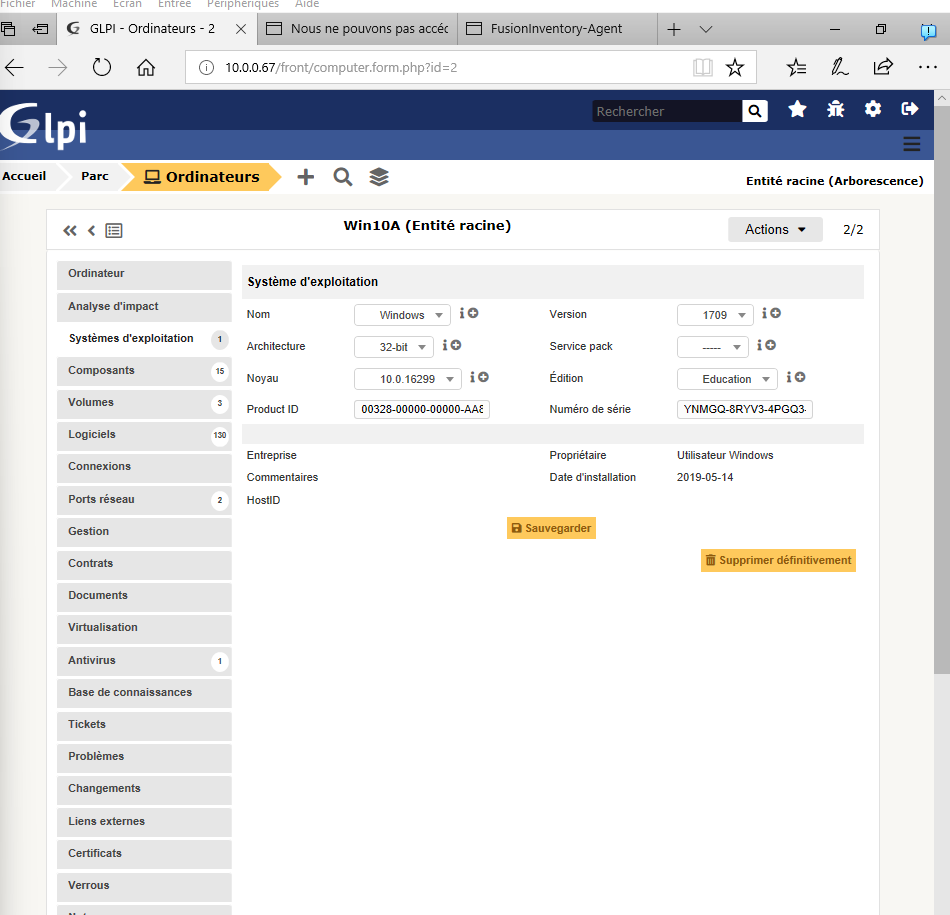 Fichier Machine Écran Entrée Périphériques Aide
GLPI - Ordinateurs - 2
Nous ne pouvons pas accéc
FusionInventory-Agent
10.0.0.67/front/computer.form.php?id=2
Glpi
Rechercher
Accueil
Parc
Ordinateurs
Entité racine (Arborescence)
Win10A (Entité racine)
Actions
2/2
Ordinateur
Analyse d'impact
Systèmes d'exploitation 1
Composants 15
Volumes 3
Logiciels 130
Connexions
Ports réseau 2
Gestion
Contrats
Documents
Virtualisation
Antivirus 1
Base de connaissances
Tickets
Problèmes
Changements
Liens externes
Certificats
Verrous
Système d'exploitation
Nom Windows Version 1709
Architecture 32-bit Service pack -----
Noyau 10.0.16299 Édition Education
Product ID 00328-00000-00000-AA8 Numéro de série YNMGQ-8RYV3-4PGQ3-
Entreprise Propriétaire Utilisateur Windows
Commentaires Date d'installation 2019-05-14
HostID
Sauvegarder
Supprimer définitivement